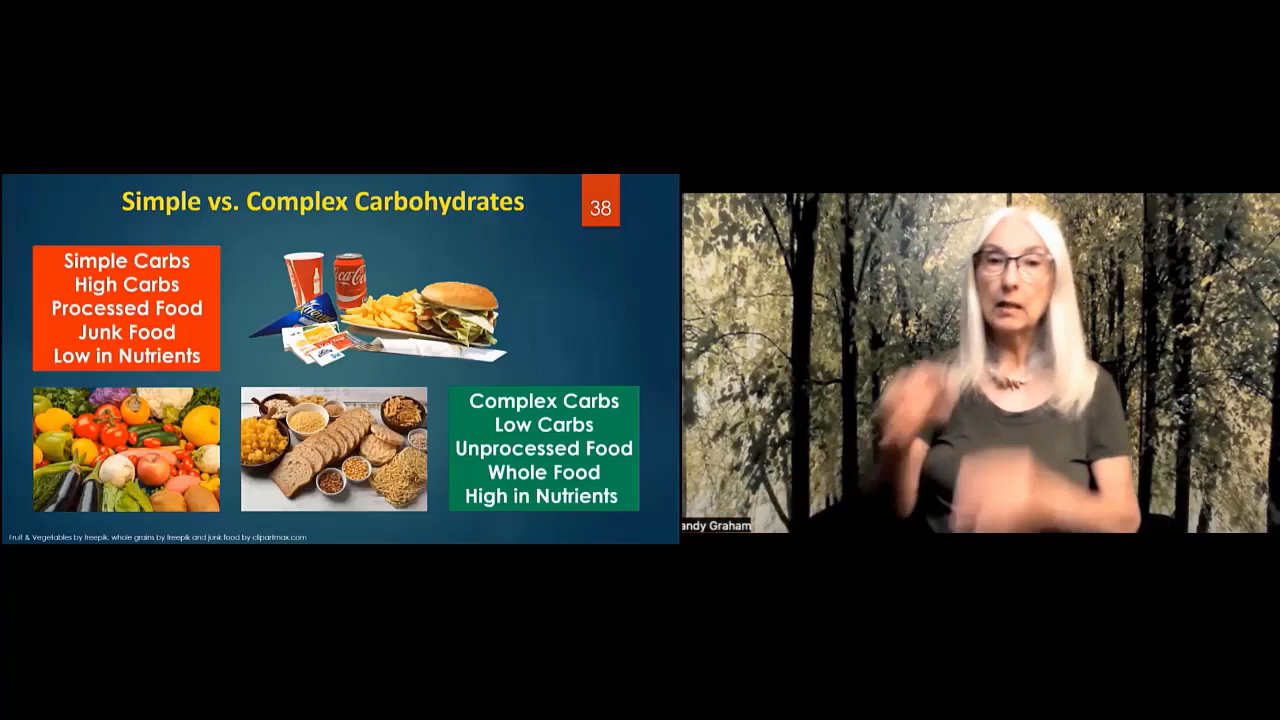 Simple vs. Complex Carbohydrates
38
Simple Carbs
High Carbs
Processed Food
Junk Food
Low in Nutrients
Coca-Co
Complex Carbs
Low Carbs
Unprocessed Food
Whole Food
High in Nutrients
Fruit & Vegetables by freepik, whole grains by freepik and junk food by clipartmax.com
andy Graham